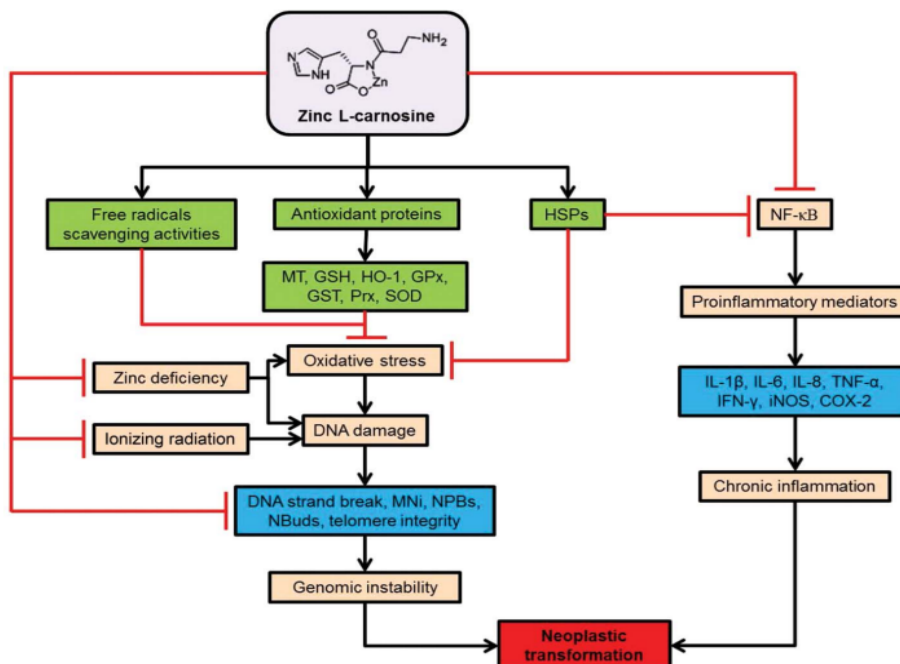 NH₂
O
N
N
NH
O
O
Zn
Zinc L-carnosine
Free radicals
scavenging activities
Antioxidant proteins
HSPs
NF-κB
MT, GSH, HO-1, GPx,
GST, Prx, SOD
Proinflammatory mediators
Oxidative stress
Zinc deficiency
IL-1β, IL-6, IL-8, TNF-α,
IFN-γ, iNOS, COX-2
Ionizing radiation
DNA damage
Chronic inflammation
DNA strand break, MNi, NPBs,
NBuds, telomere integrity
Genomic instability
Neoplastic
transformation